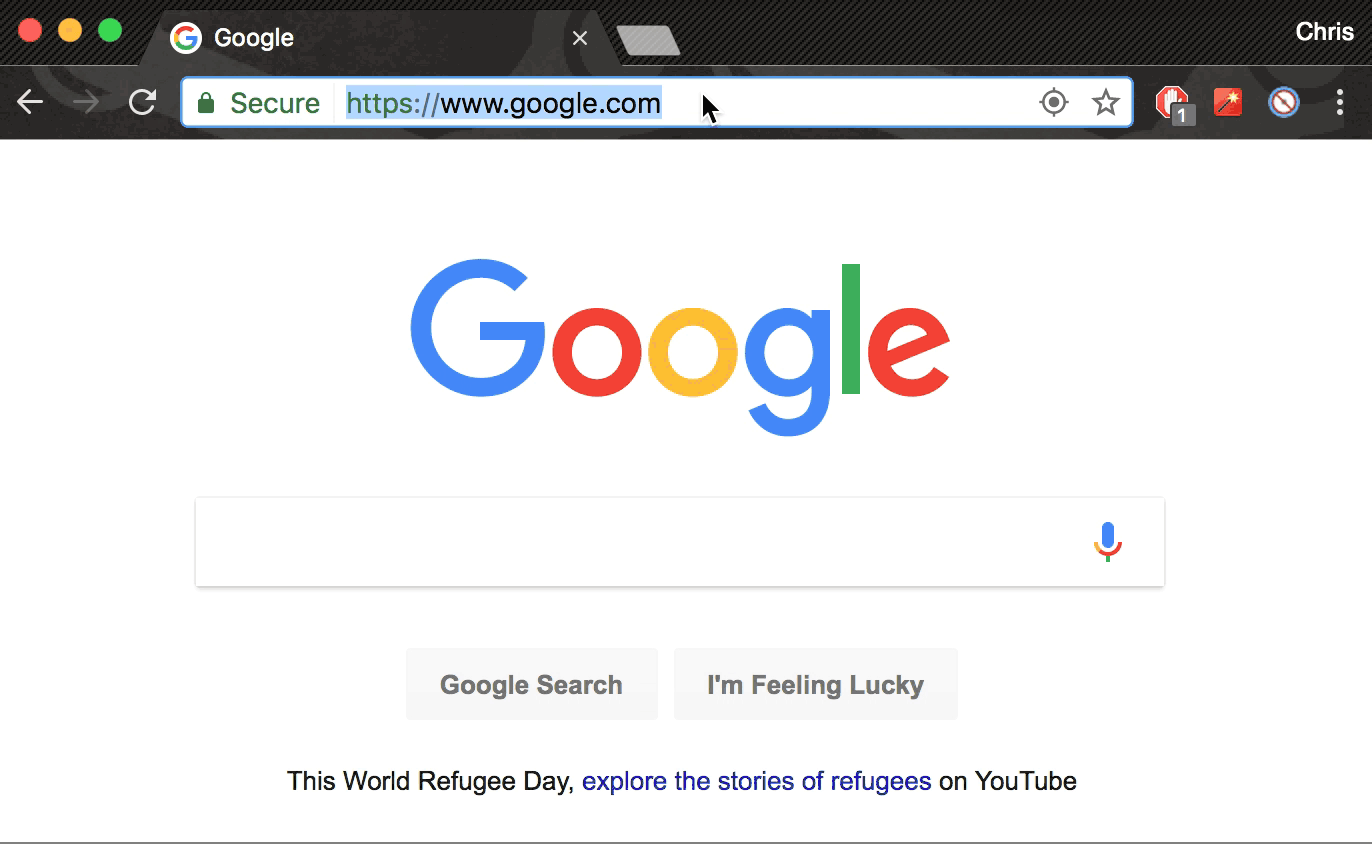 Google
Chris
Secure
https://www.google.com
1
Google
Google Search
I'm Feeling Lucky
This World Refugee Day, explore the stories of refugees on YouTube